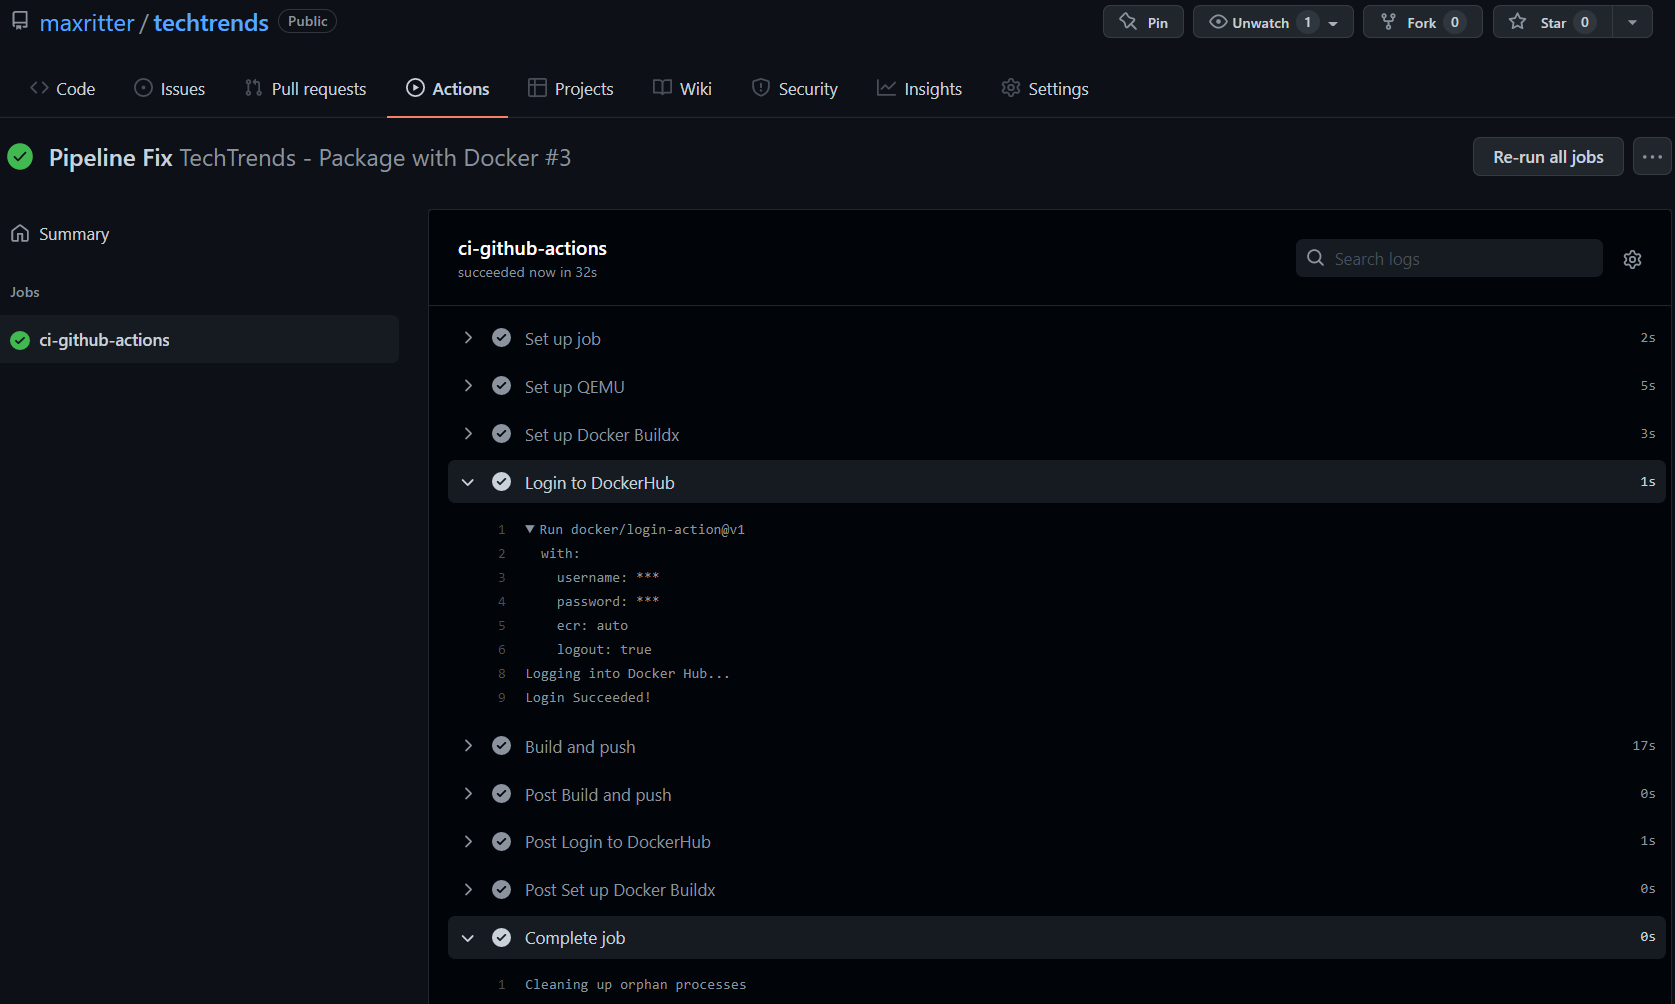 maxritter / techtrends Public Pin Unwatch 1 Fork 0 Star 0
Code Issues Pull requests Actions Projects Wiki Security Insights Settings
Pipeline Fix TechTrends - Package with Docker #3 Re-run all jobs ...
Summary
Jobs
ci-github-actions
ci-github-actions
succeeded now in 32s
Search logs
Set up job 2s
Set up QEMU 5s
Set up Docker Buildx 3s
Login to DockerHub 1s
1 ▼Run docker/login-action@v1
2 with:
3 username: ***
4 password: ***
5 ecr: auto
6 logout: true
8 Logging into Docker Hub...
9 Login Succeeded!
Build and push 17s
Post Build and push 0s
Post Login to DockerHub 1s
Post Set up Docker Buildx 0s
Complete job 0s
1 Cleaning up orphan processes